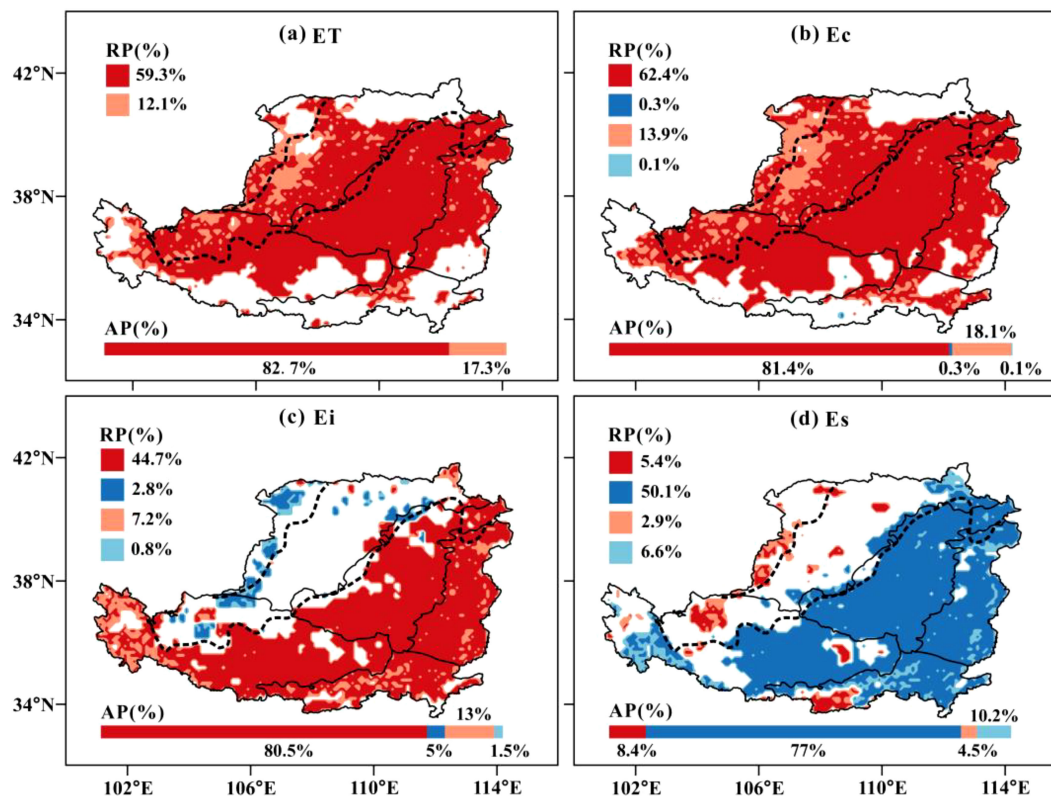 (a) ET
RP(%)
59.3%
12.1%
42°N
38°N
34°N
AP(%)
82.7%
17.3%
(b) Ec
RP(%)
62.4%
0.3%
13.9%
0.1%
AP(%)
18.1%
81.4%
0.3%
0.1%
(c) Ei
RP(%)
44.7%
2.8%
7.2%
0.8%
42°N
38°N
34°N
AP(%)
13%
80.5%
5%
1.5%
102°E
106°E
110°E
114°E
(d) Es
RP(%)
5.4%
50.1%
2.9%
6.6%
AP(%)
10.2%
8.4%
77%
4.5%
102°E
106°E
110°E
114°E